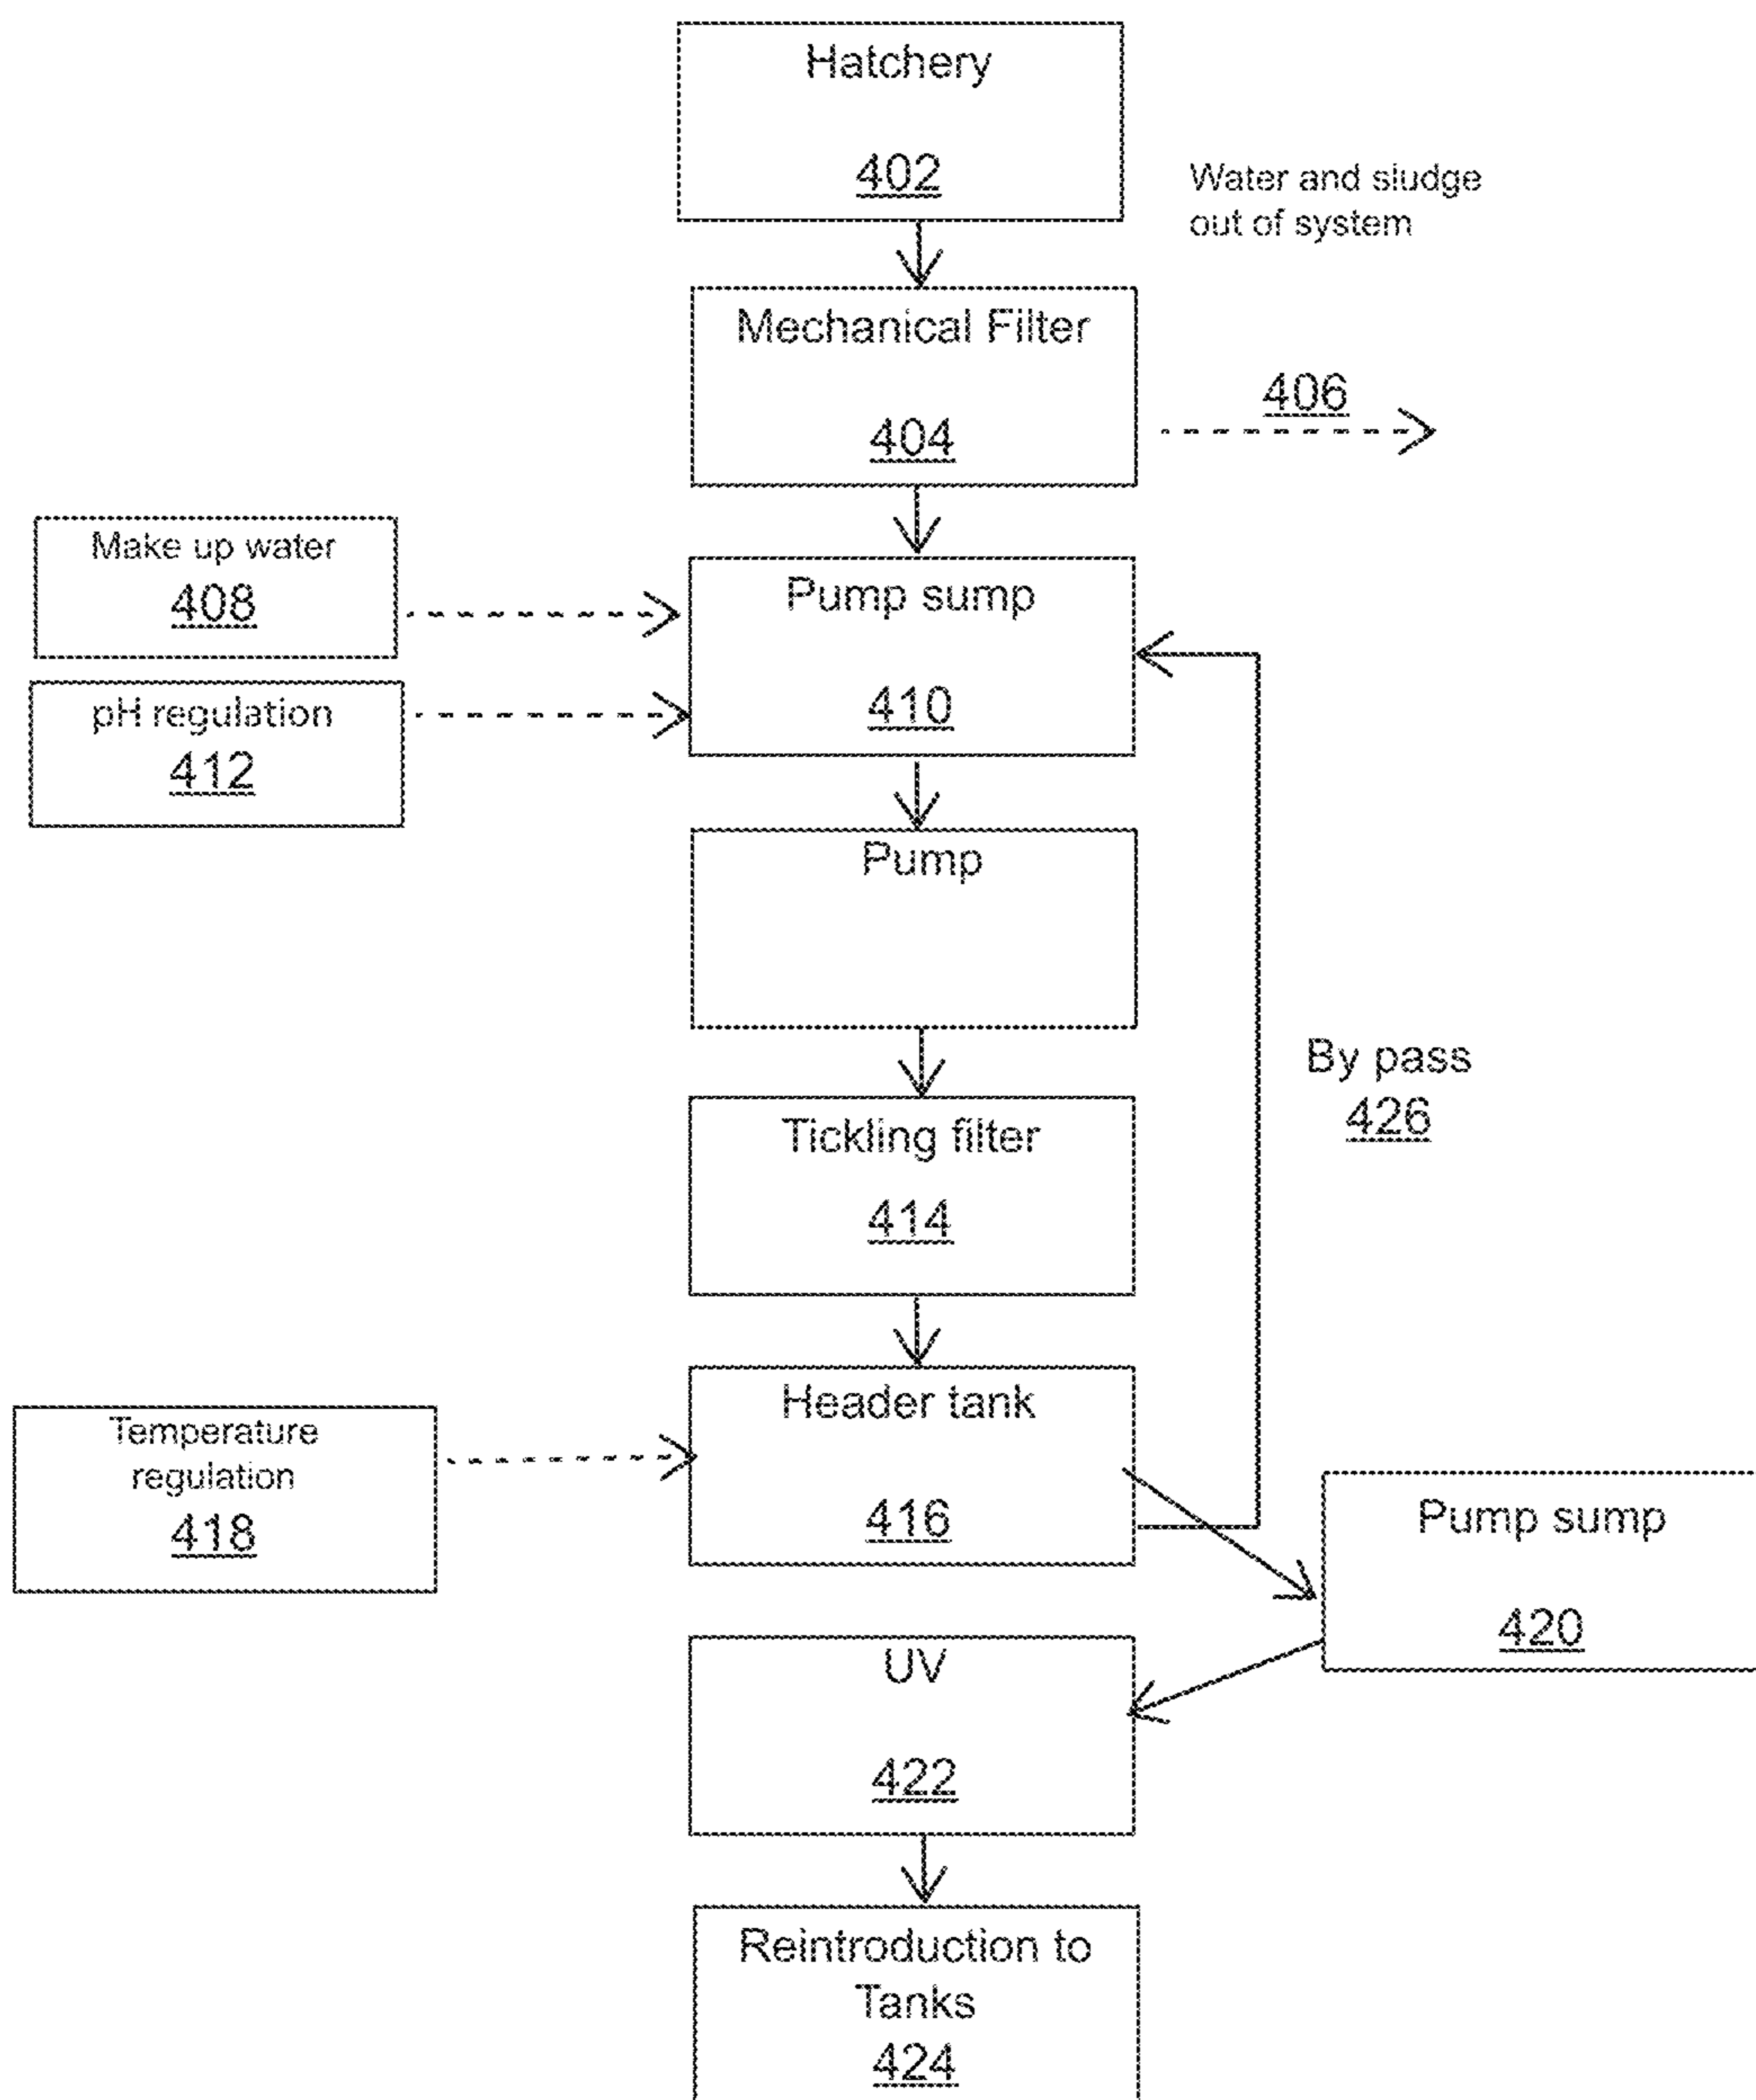 Hatchery
402
Water and sludge
out of system
Mechanical Filter
404
406
Make up water
408
Pump sump
410
pH regulation
412
Pump
By pass
426
Tickling filter
414
Header tank
416
Temperature
regulation
418
Pump sump
420
UV
422
Reintroduction to
Tanks
424